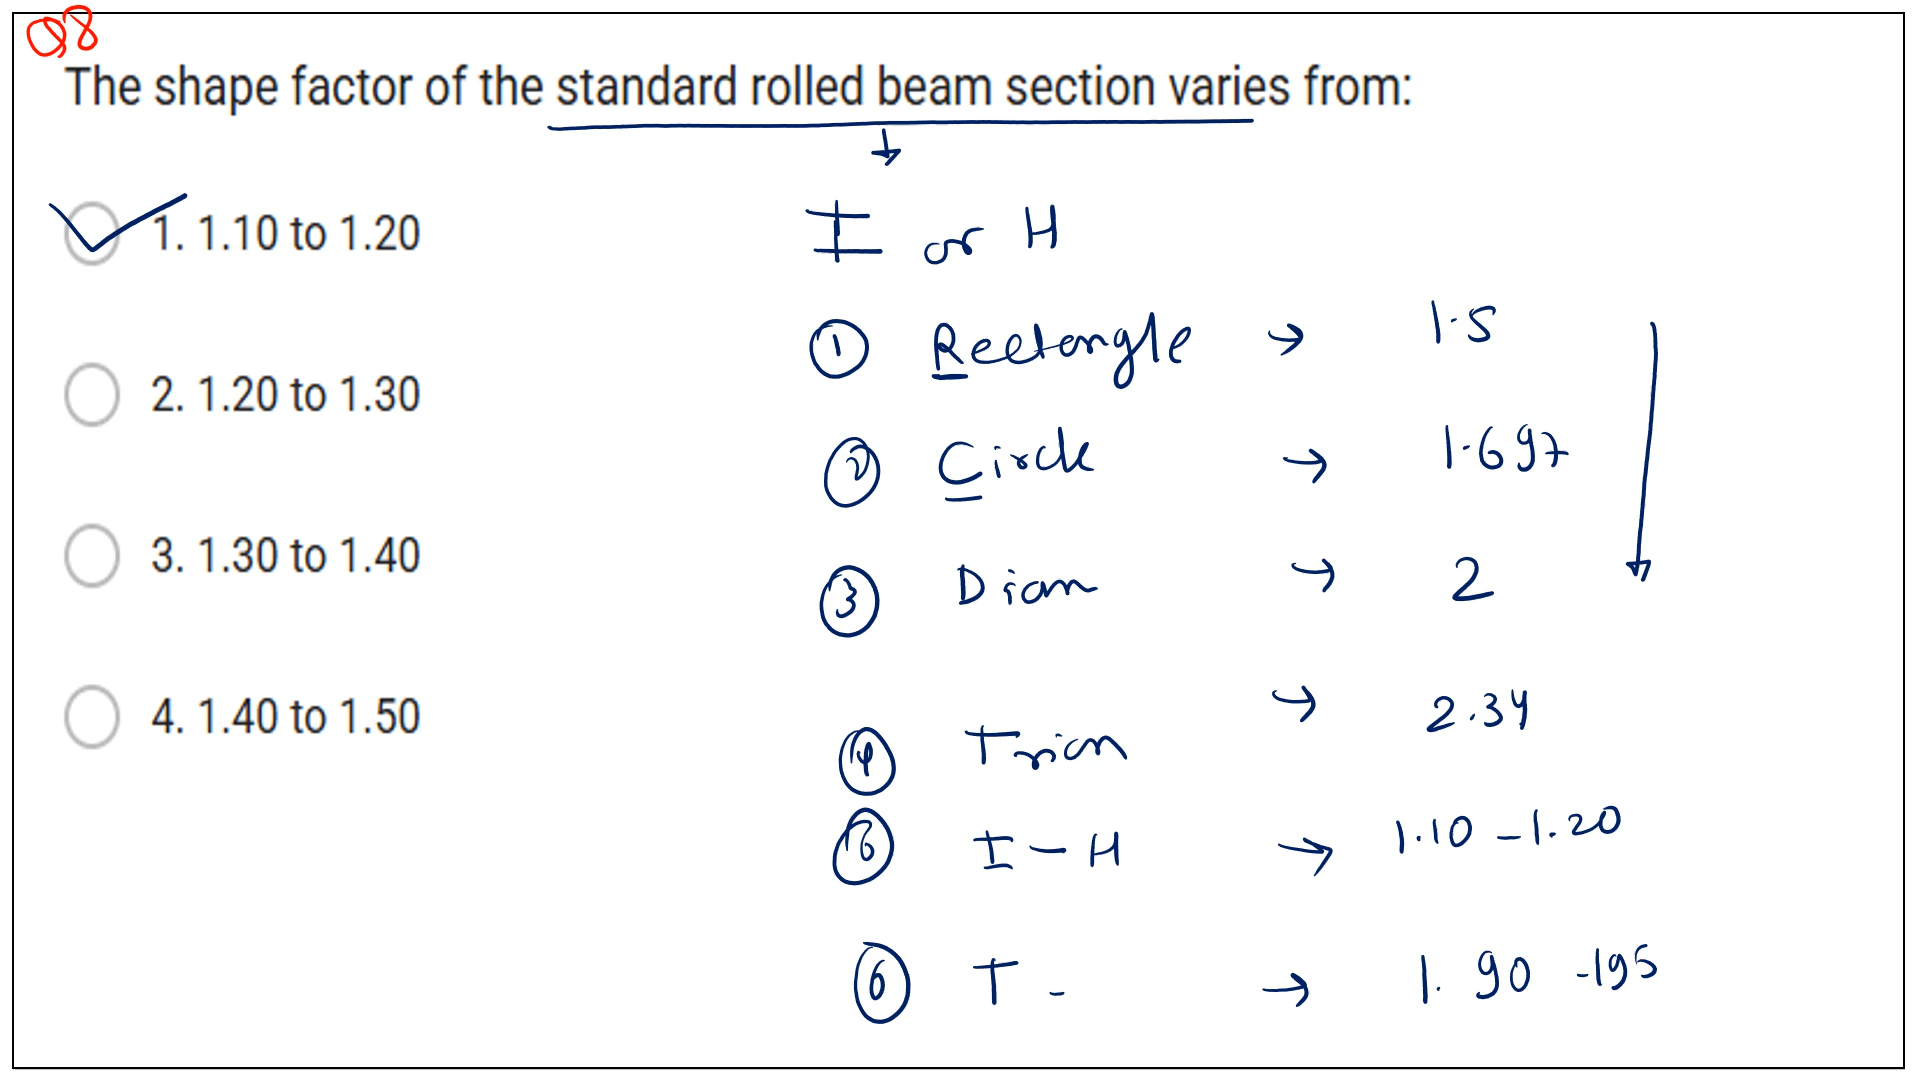 Q8
The shape factor of the standard rolled beam section varies from:
1. 1.10 to 1.20
2. 1.20 to 1.30
3. 1.30 to 1.40
4. 1.40 to 1.50
I or H
① Rectangle → 1.5
② Circle → 1.697
③ Diam → 2
④ Trian → 2.34
I - H → 1.10 - 1.20
⑥ T - → 1.90 - 195